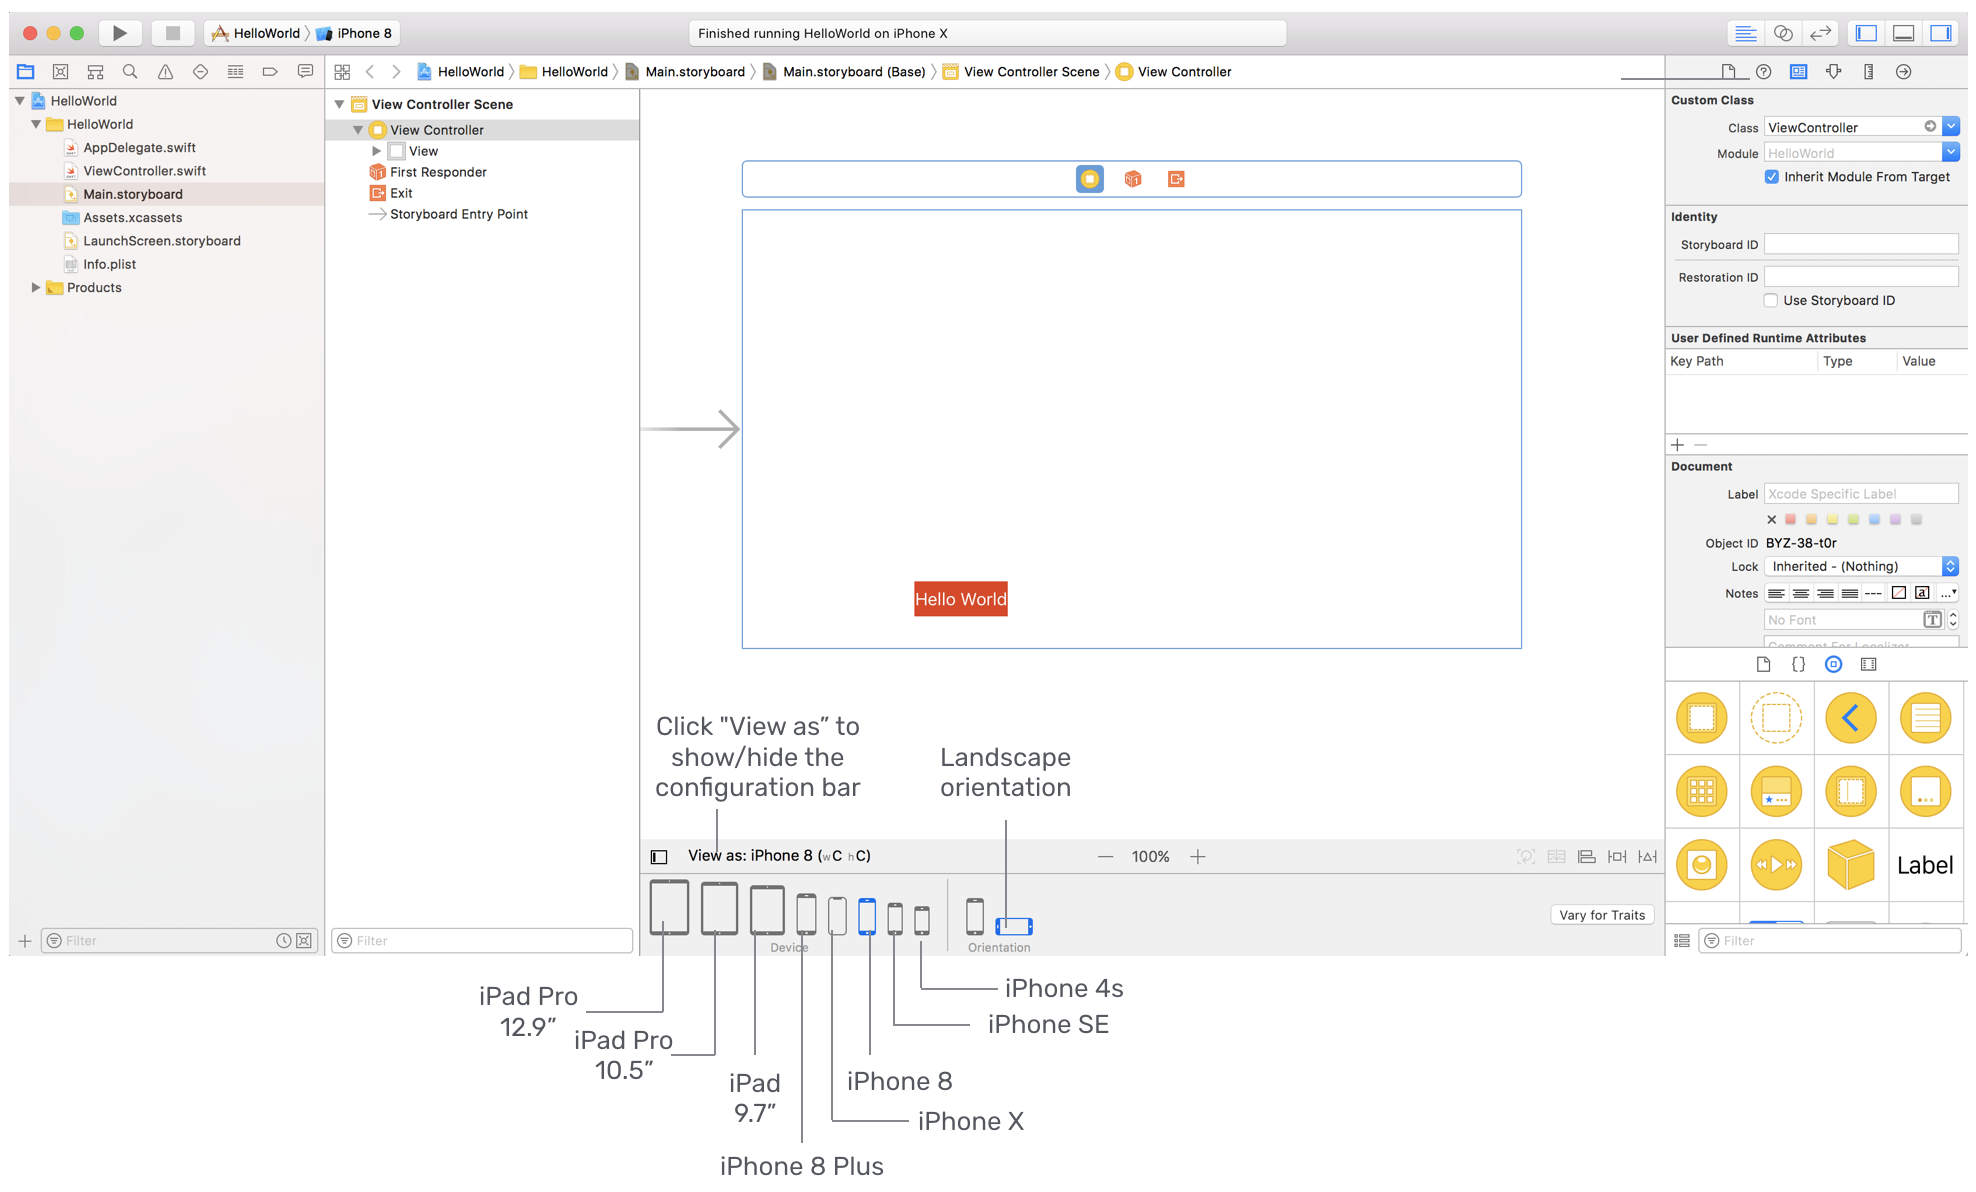 HelloWorld
iPhone 8
Finished running HelloWorld on iPhone X
HelloWorld
HelloWorld
Main.storyboard
Main.storyboard (Base)
View Controller Scene
View Controller
HelloWorld
HelloWorld
AppDelegate.swift
ViewController.swift
Main.storyboard
Assets.xcassets
LaunchScreen.storyboard
Info.plist
Products
Filter
View Controller Scene
View Controller
View
First Responder
Exit
Storyboard Entry Point
Filter
Hello World
Click "View as” to
show/hide the
configuration bar
Landscape
orientation
View as: iPhone 8 (wC hC)
100%
Device
Orientation
Vary for Traits
iPad Pro
12.9”
iPad Pro
10.5”
iPad
9.7”
iPhone 8 Plus
iPhone X
iPhone 8
iPhone SE
iPhone 4s
Custom Class
Class ViewController
Module HelloWorld
Inherit Module From Target
Identity
Storyboard ID
Restoration ID
Use Storyboard ID
User Defined Runtime Attributes
Key Path Type Value
Document
Label Xcode Specific Label
Object ID BYZ-38-t0r
Lock Inherited - (Nothing)
Notes
No Font
Comment For Localizer
Label
Filter